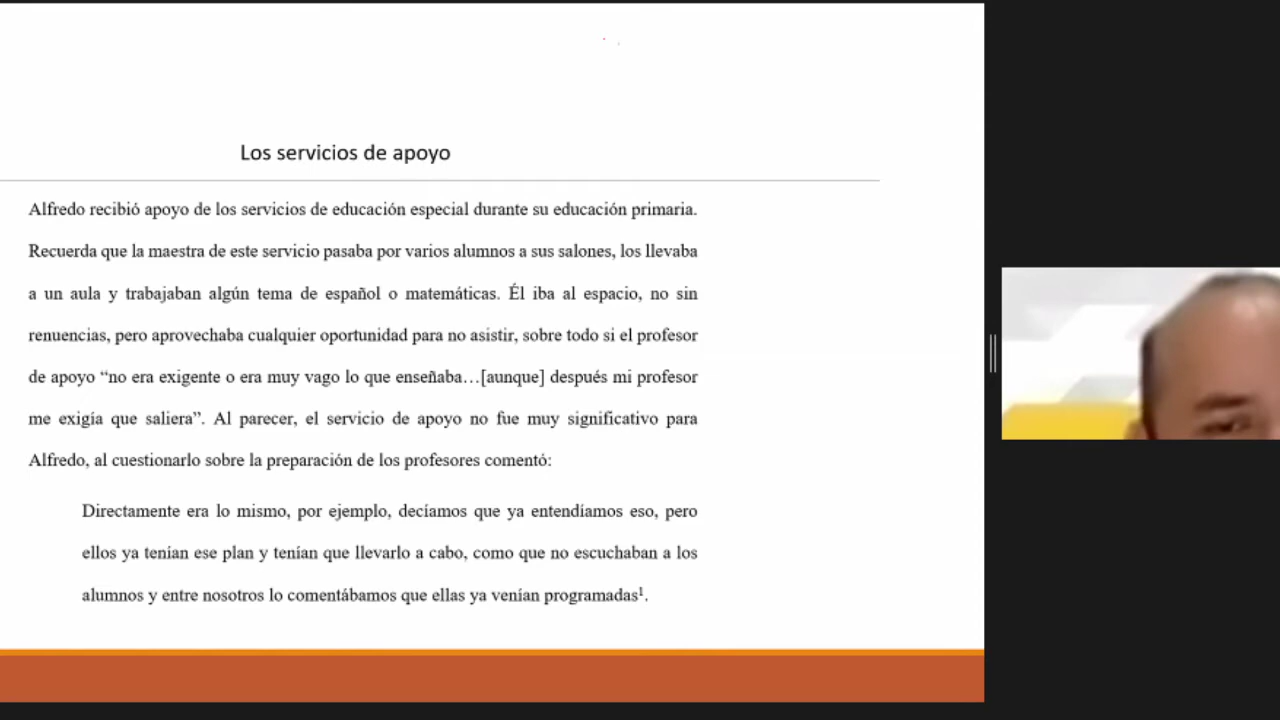 Los servicios de apoyo
Alfredo recibió apoyo de los servicios de educación especial durante su educación primaria.
Recuerda que la maestra de este servicio pasaba por varios alumnos a sus salones, los llevaba
a un aula y trabajaban algún tema de español o matemáticas. Él iba al espacio, no sin
renuencias, pero aprovechaba cualquier oportunidad para no asistir, sobre todo si el profesor
de apoyo “no era exigente o era muy vago lo que enseñaba…[aunque] después mi profesor
me exigía que saliera”. Al parecer, el servicio de apoyo no fue muy significativo para
Alfredo, al cuestionarlo sobre la preparación de los profesores comentó:
Directamente era lo mismo, por ejemplo, decíamos que ya entendíamos eso, pero
ellos ya tenían ese plan y tenían que llevarlo a cabo, como que no escuchaban a los
alumnos y entre nosotros lo comentábamos que ellas ya venían programadas¹.